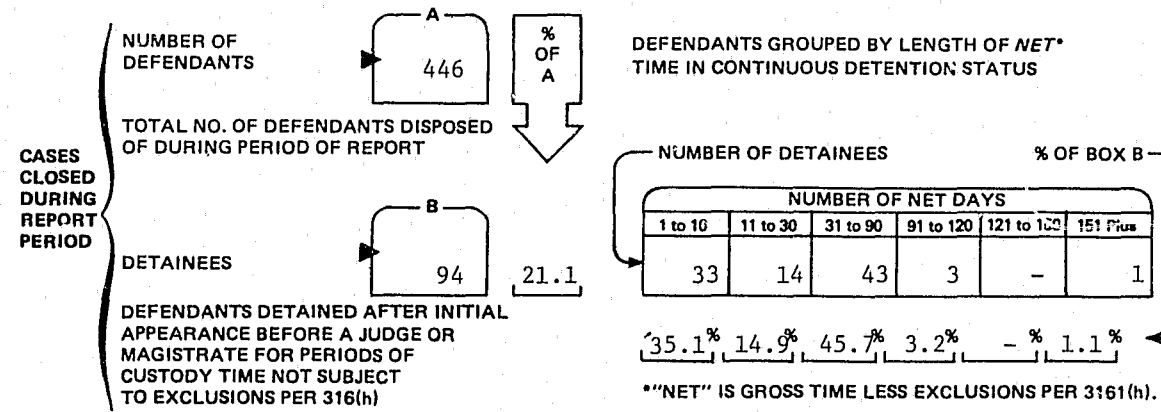 CASES
CLOSED
DURING
REPORT
PERIOD
NUMBER OF
DEFENDANTS
A
446
%
OF
A
TOTAL NO. OF DEFENDANTS DISPOSED
OF DURING PERIOD OF REPORT
DETAINEES
B
94
21.1
DEFENDANTS DETAINED AFTER INITIAL
APPEARANCE BEFORE A JUDGE OR
MAGISTRATE FOR PERIODS OF
CUSTODY TIME NOT SUBJECT
TO EXCLUSIONS PER 316(h)
DEFENDANTS GROUPED BY LENGTH OF NET*
TIME IN CONTINUOUS DETENTION STATUS
NUMBER OF DETAINEES % OF BOX B
NUMBER OF NET DAYS
1 to 10 11 to 30 31 to 90 91 to 120 121 to 151 Plus
33 14 43 3 – 1
35.1% 14.9% 45.7% 3.2% – % 1.1%
*"NET" IS GROSS TIME LESS EXCLUSIONS PER 3161(h).